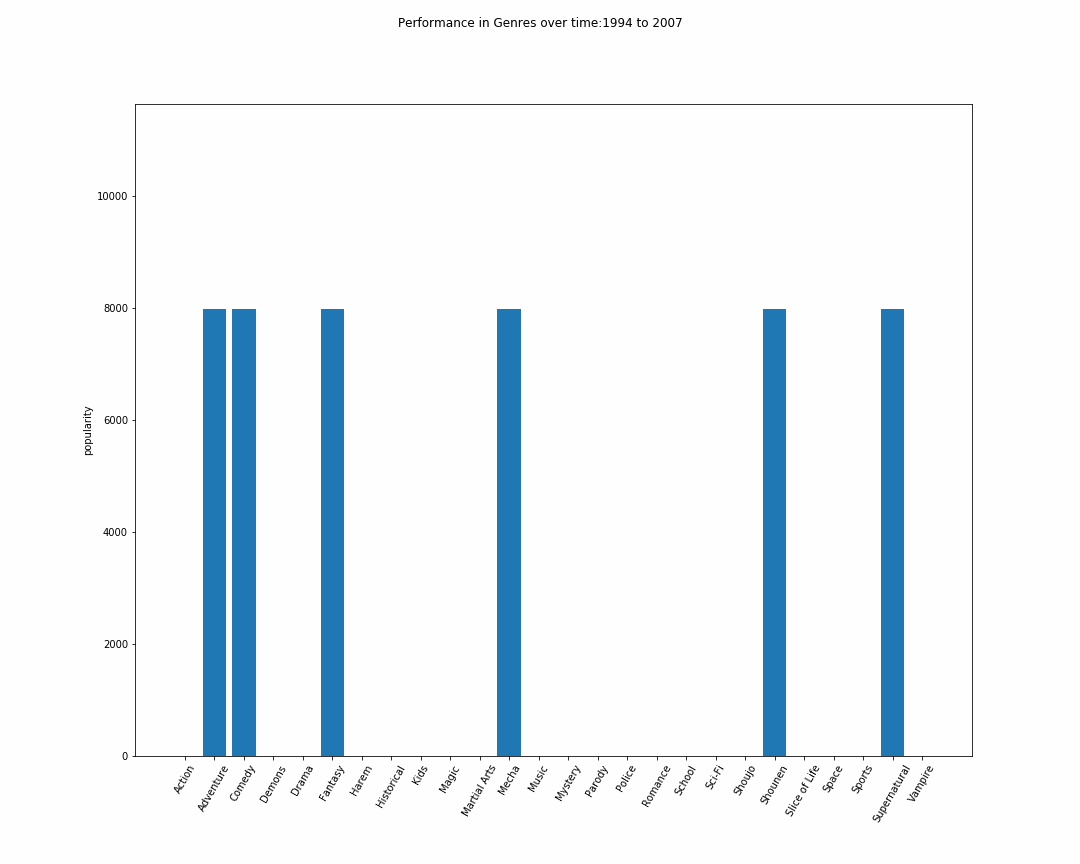 Performance in Genres over time:1994 to 2007
10000
8000
6000
4000
2000
0
popularity
Action
Adventure
Comedy
Demons
Drama
Fantasy
Harem
Historical
Kids
Magic
Martial Arts
Mecha
Music
Mystery
Parody
Police
Romance
School
Sci-Fi
Shoujo
Shounen
Slice of Life
Space
Sports
Supernatural
Vampire